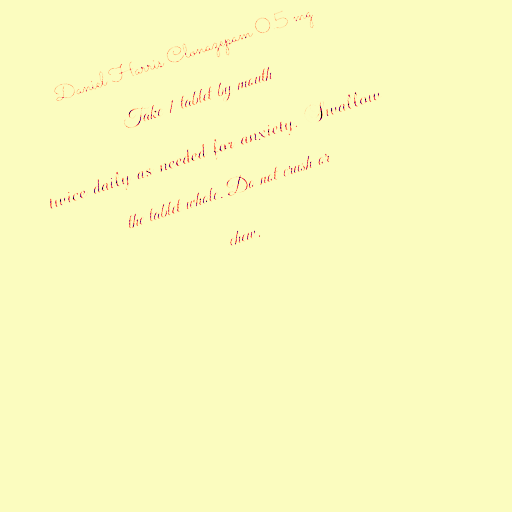 Daniel Harris Clonazepam 0.5 mg
Take 1 tablet by mouth
twice daily as needed for anxiety. Swallow
the tablet whole. Do not crush or
chew.